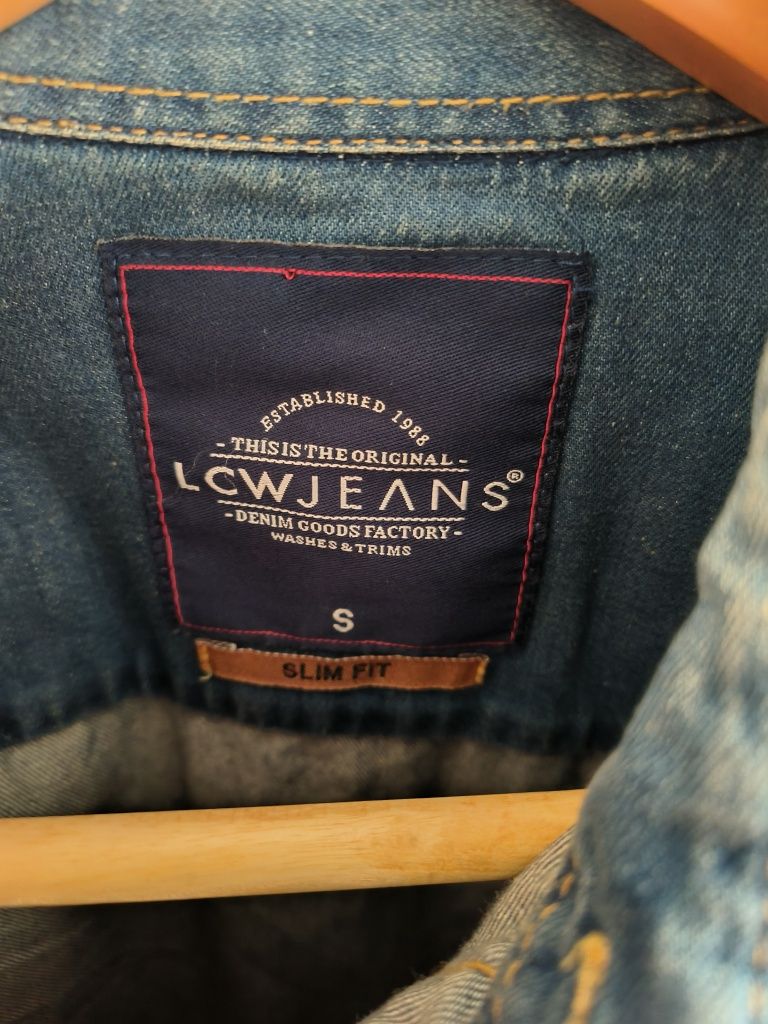 ESTABLISHED 1988
- THIS IS THE ORIGINAL -
LCWJEANS®
- DENIM GOODS FACTORY -
WASHES & TRIMS
S
SLIM FIT